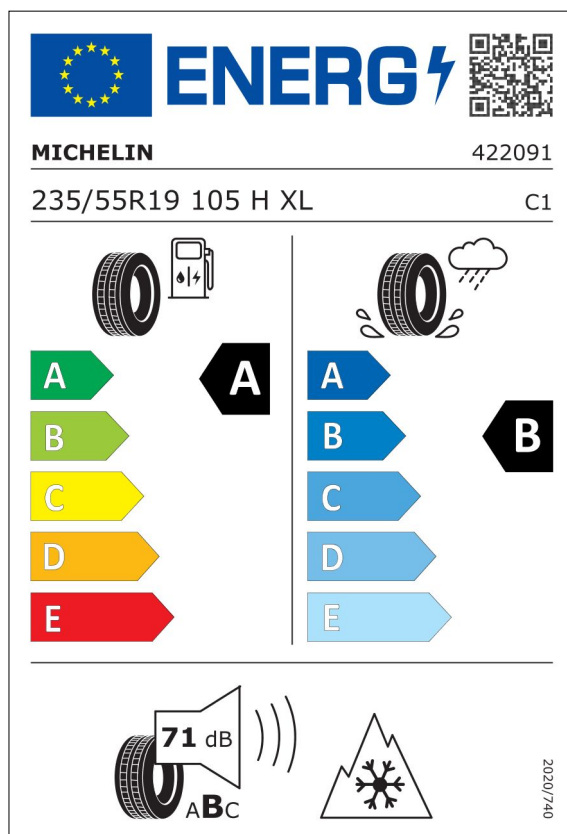 ENERG
MICHELIN 422091
235/55R19 105 H XL C1
A A A
B B B
C C
D D
E E
71 dB
ABC
2020/740